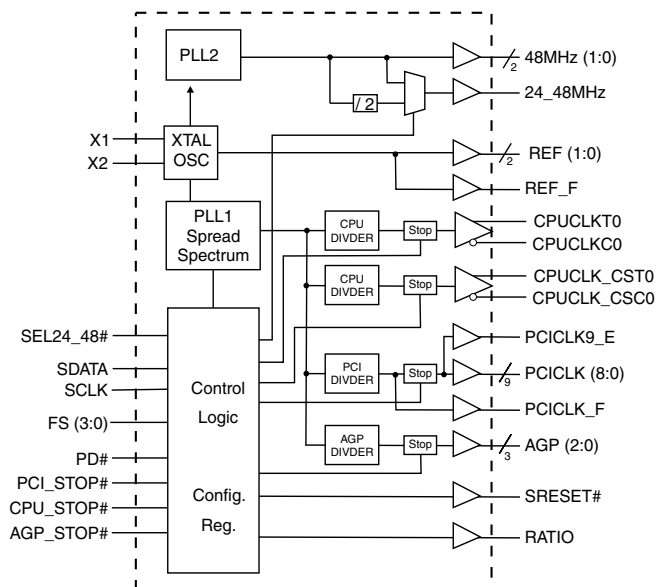 PLL2
48MHz (1:0)
2
/ 2
24_48MHz
X1
X2
XTAL
OSC
REF (1:0)
2
REF_F
PLL1
Spread
Spectrum
CPU
DIVDER
Stop
CPUCLKT0
CPUCLKC0
CPU
DIVDER
Stop
CPUCLK_CST0
CPUCLK_CSC0
SEL24_48#
SDATA
SCLK
FS (3:0)
PD#
PCI_STOP#
CPU_STOP#
AGP_STOP#
Control
Logic
Config.
Reg.
PCI
DIVDER
Stop
PCICLK9_E
PCICLK (8:0)
9
PCICLK_F
AGP
DIVDER
Stop
AGP (2:0)
3
SRESET#
RATIO